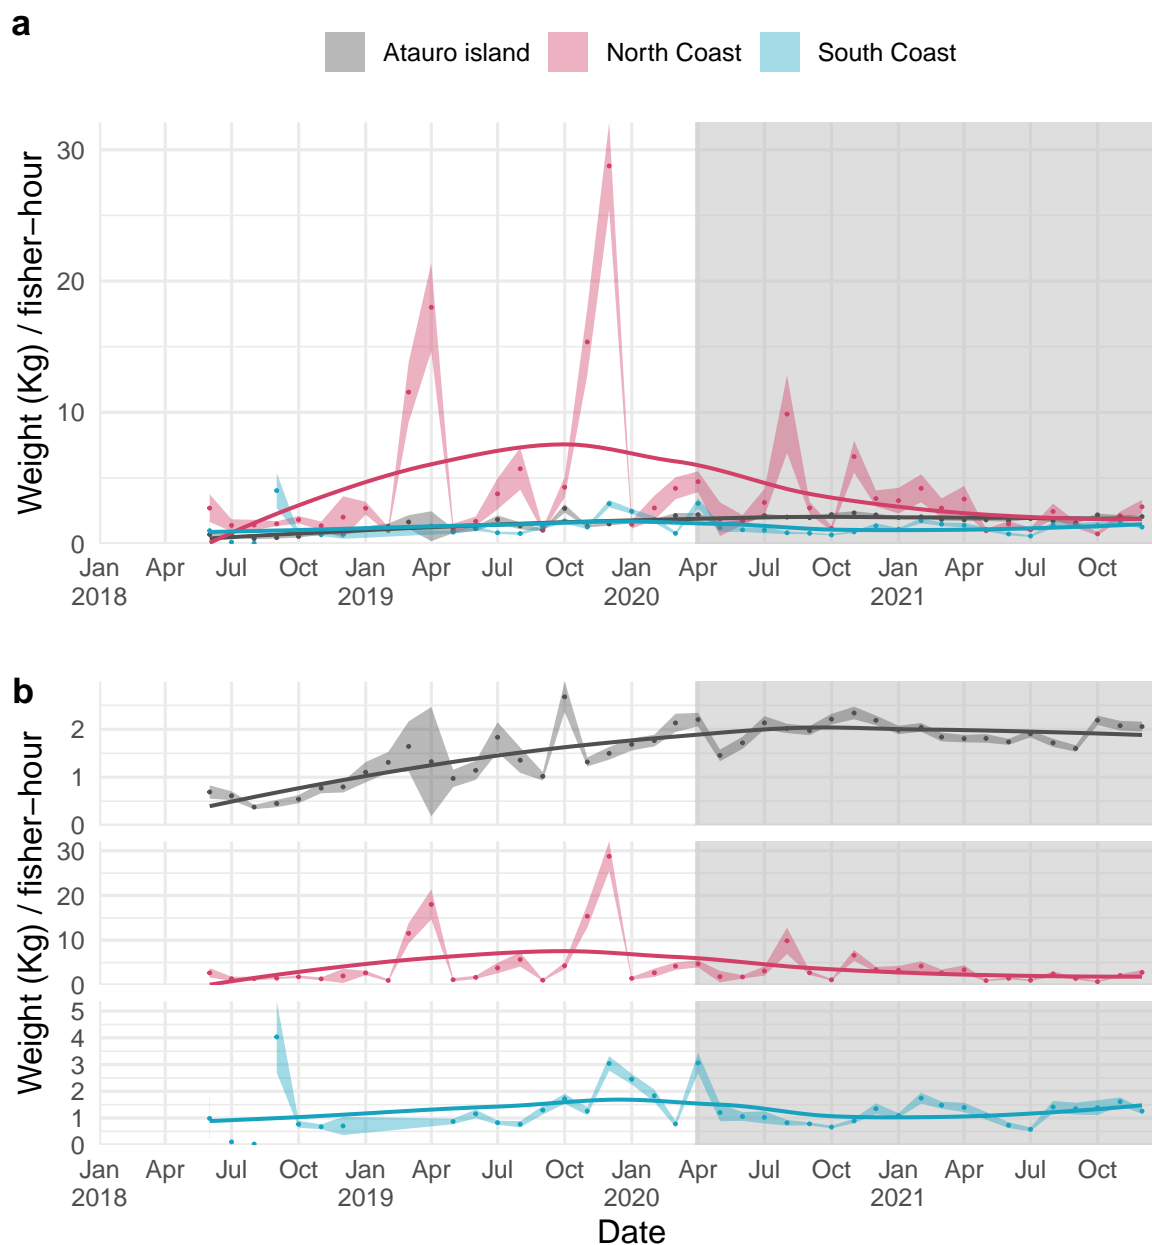 a
Atauro island North Coast South Coast
Weight (Kg) / fisher−hour
30
20
10
0
Jan Apr Jul Oct Jan Apr Jul Oct Jan Apr Jul Oct Jan Apr Jul Oct
2018 2019 2020 2021
b
Weight (Kg) / fisher−hour
2
1
0
30
20
10
0
5
4
3
2
1
0
Jan Apr Jul Oct Jan Apr Jul Oct Jan Apr Jul Oct Jan Apr Jul Oct
2018 2019 2020 2021
Date